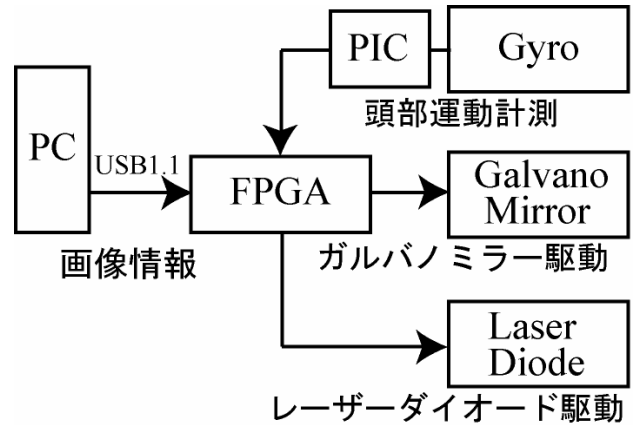 PIC
Gyro
頭部運動計測
PC
USB1.1
FPGA
Galvano
Mirror
画像情報
ガルバノミラー駆動
Laser
Diode
レーザーダイオード駆動